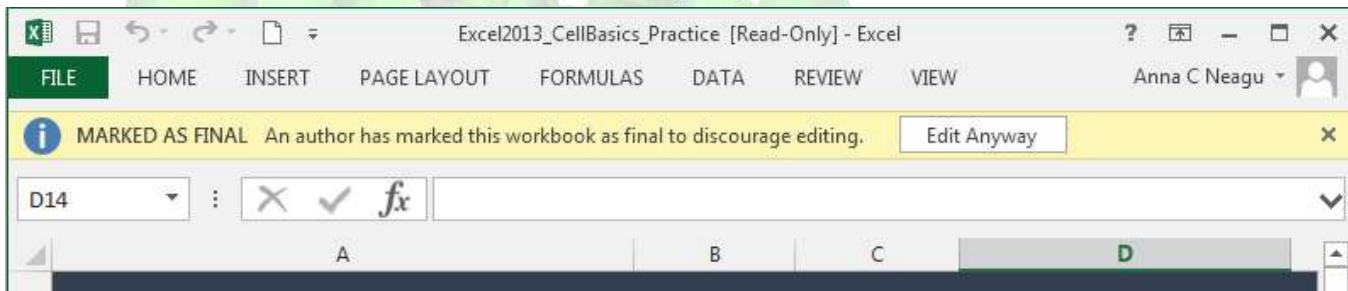 Excel2013_CellBasics_Practice [Read-Only] - Excel ?
FILE HOME INSERT PAGE LAYOUT FORMULAS DATA REVIEW VIEW Anna C Neagu
MARKED AS FINAL An author has marked this workbook as final to discourage editing. Edit Anyway
D14 fx
A B C D